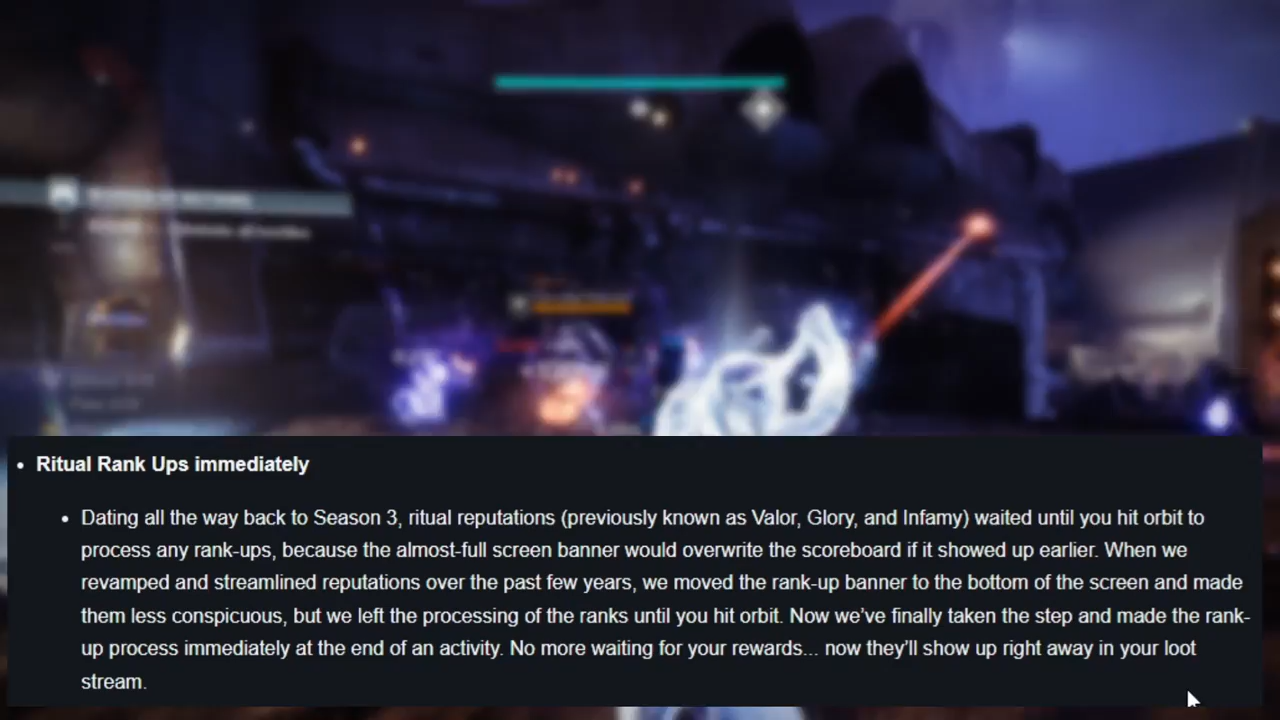 Ritual Rank Ups immediately
Dating all the way back to Season 3, ritual reputations (previously known as Valor, Glory, and Infamy) waited until you hit orbit to
process any rank-ups, because the almost-full screen banner would overwrite the scoreboard if it showed up earlier. When we
revamped and streamlined reputations over the past few years, we moved the rank-up banner to the bottom of the screen and made
them less conspicuous, but we left the processing of the ranks until you hit orbit. Now we’ve finally taken the step and made the rank-
up process immediately at the end of an activity. No more waiting for your rewards... now they’ll show up right away in your loot
stream.